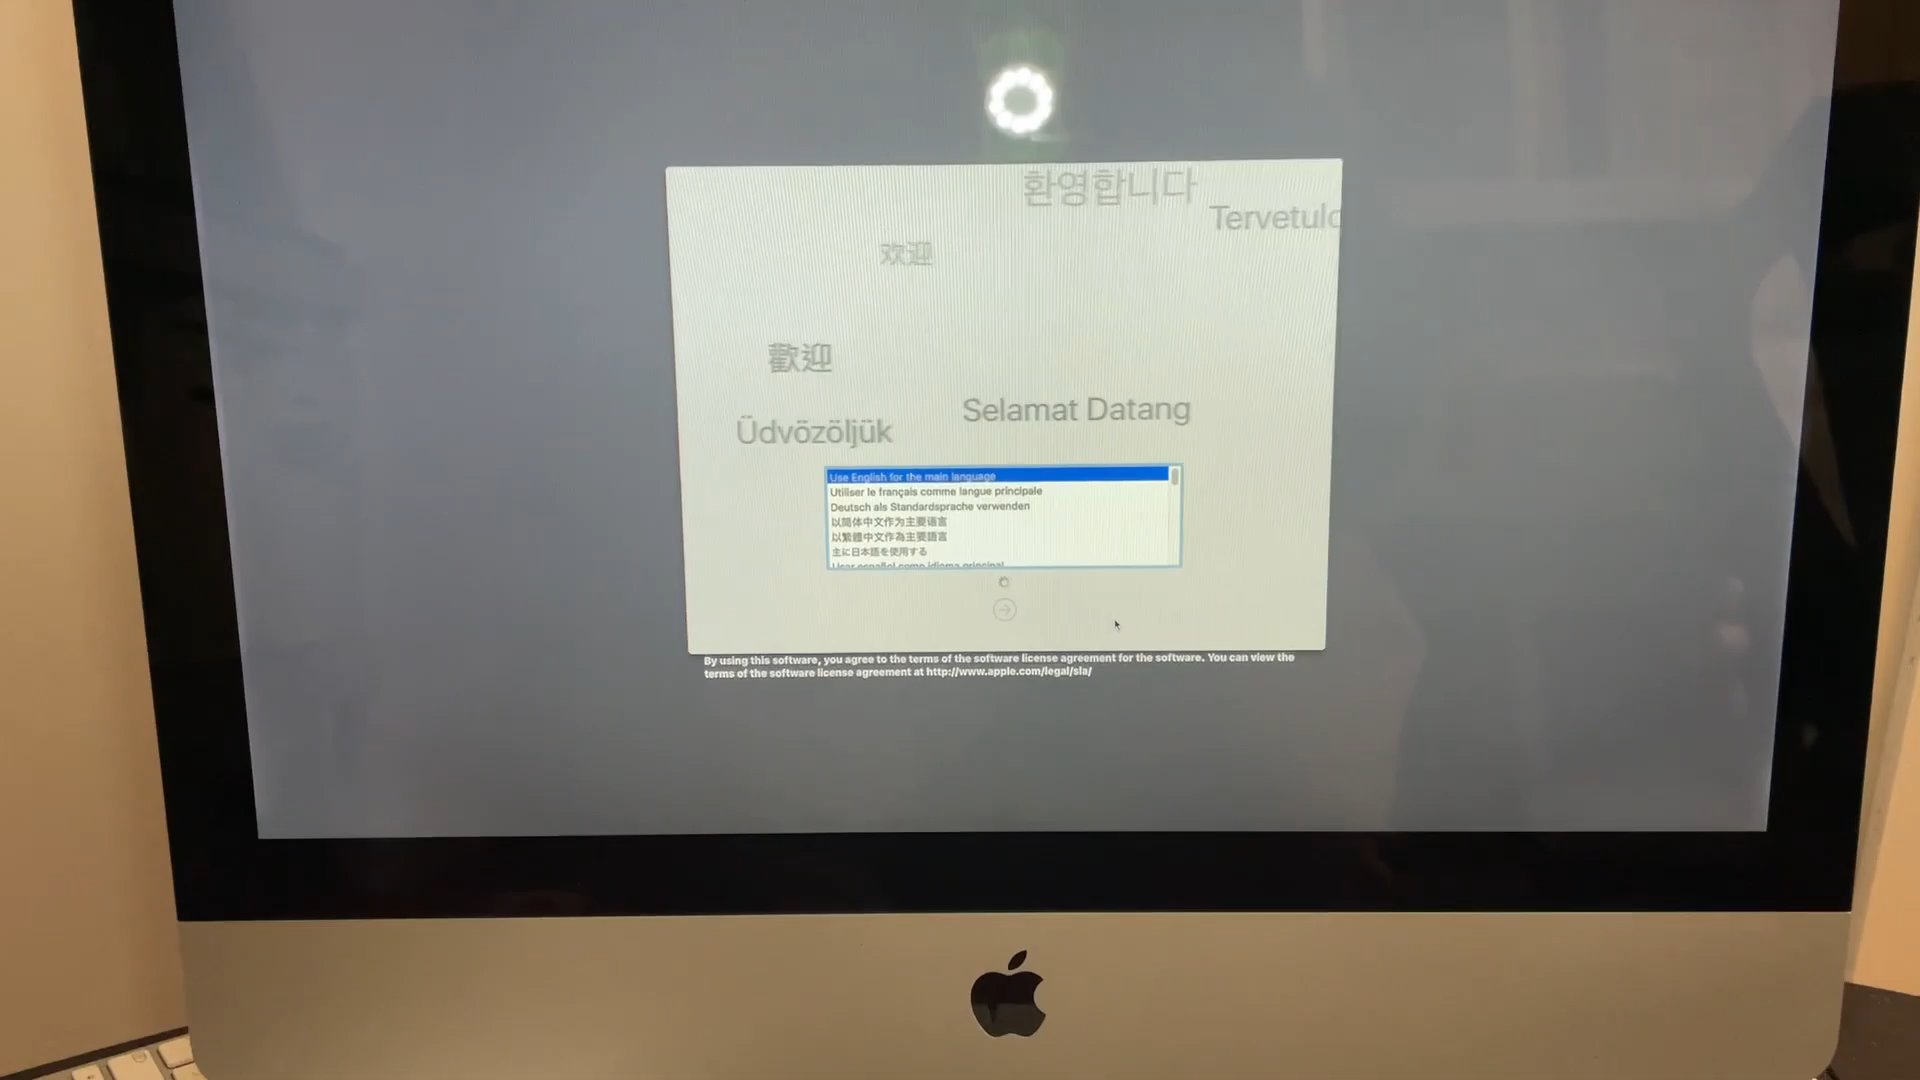 환영합니다
Tervetulo
欢迎
歡迎
Selamat Datang
Üdvözöljük
Use English for the main language
Utiliser le français comme langue principale
Deutsch als Standardsprache verwenden
以简体中文作为主要语言
以繁體中文作為主要語言
主に日本語を使用する
Usar español como idioma principal
By using this software, you agree to the terms of the software license agreement for the software. You can view the
terms of the software license agreement at http://www.apple.com/legal/sla/